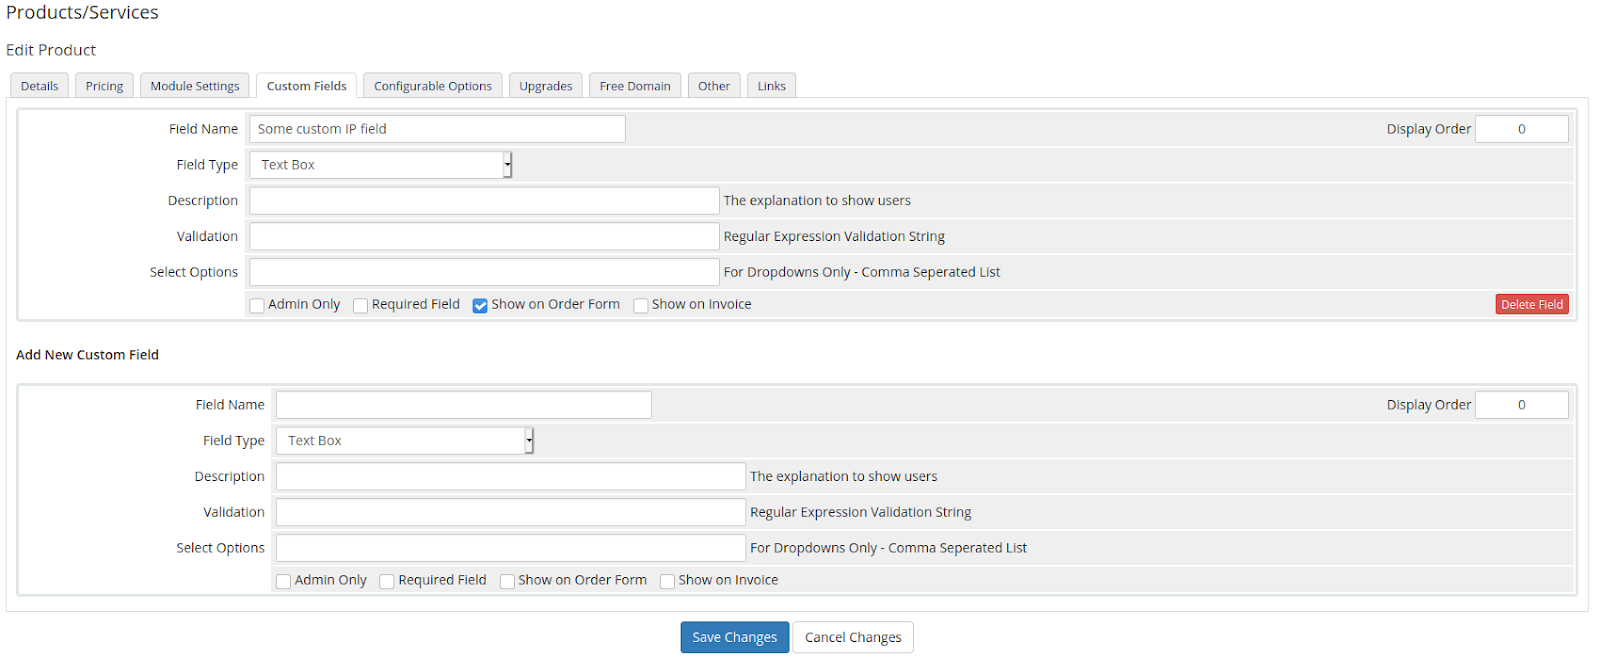 Products/Services
Edit Product
Details Pricing Module Settings Custom Fields Configurable Options Upgrades Free Domain Other Links
Field Name Some custom IP field Display Order 0
Field Type Text Box
Description The explanation to show users
Validation Regular Expression Validation String
Select Options For Dropdowns Only - Comma Seperated List
Admin Only Required Field Show on Order Form Show on Invoice Delete Field
Add New Custom Field
Field Name Display Order 0
Field Type Text Box
Description The explanation to show users
Validation Regular Expression Validation String
Select Options For Dropdowns Only - Comma Seperated List
Admin Only Required Field Show on Order Form Show on Invoice
Save Changes Cancel Changes